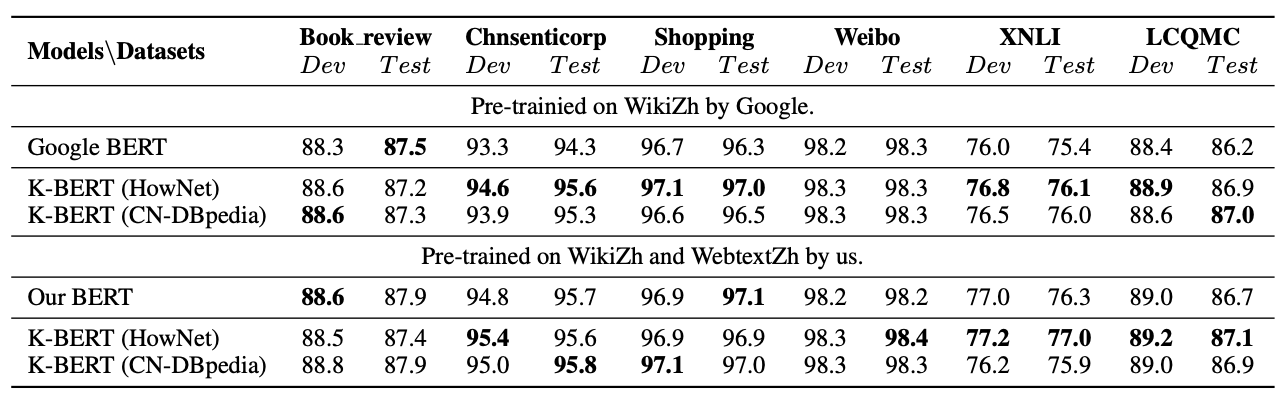 Models\Datasets Book_review Chnsenticorp Shopping Weibo XNLI LCQMC
Dev Test Dev Test Dev Test Dev Test Dev Test Dev Test
Pre-trainied on WikiZh by Google.
Google BERT 88.3 87.5 93.3 94.3 96.7 96.3 98.2 98.3 76.0 75.4 88.4 86.2
K-BERT (HowNet) 88.6 87.2 94.6 95.6 97.1 97.0 98.3 98.3 76.8 76.1 88.9 86.9
K-BERT (CN-DBpedia) 88.6 87.3 93.9 95.3 96.6 96.5 98.3 98.3 76.5 76.0 88.6 87.0
Pre-trained on WikiZh and WebtextZh by us.
Our BERT 88.6 87.9 94.8 95.7 96.9 97.1 98.2 98.2 77.0 76.3 89.0 86.7
K-BERT (HowNet) 88.5 87.4 95.4 95.6 96.9 96.9 98.3 98.4 77.2 77.0 89.2 87.1
K-BERT (CN-DBpedia) 88.8 87.9 95.0 95.8 97.1 97.0 98.3 98.3 76.2 75.9 89.0 86.9